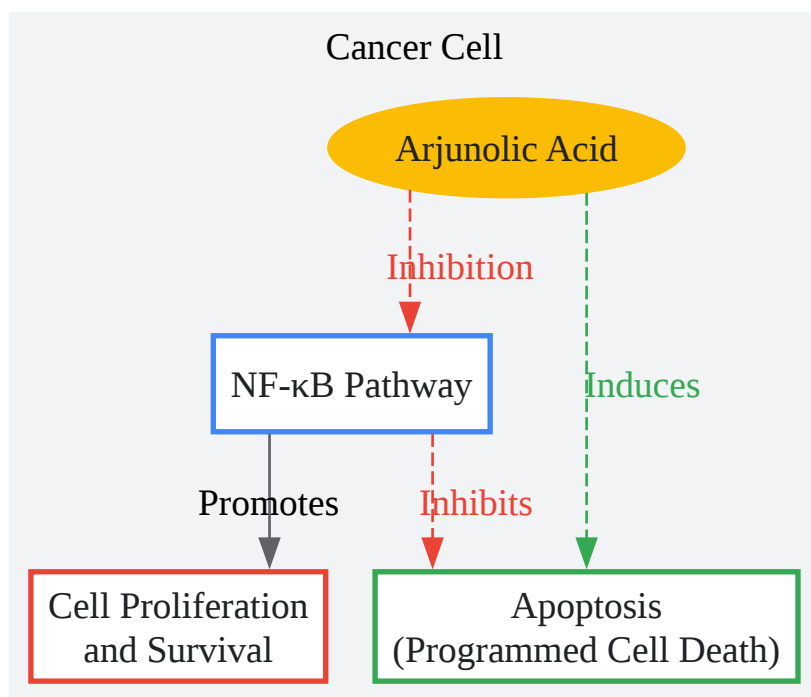 Cancer Cell
Arjunolic Acid
Inhibition
NF-κB Pathway
Induces
Promotes
Inhibits
Cell Proliferation
and Survival
Apoptosis
(Programmed Cell Death)